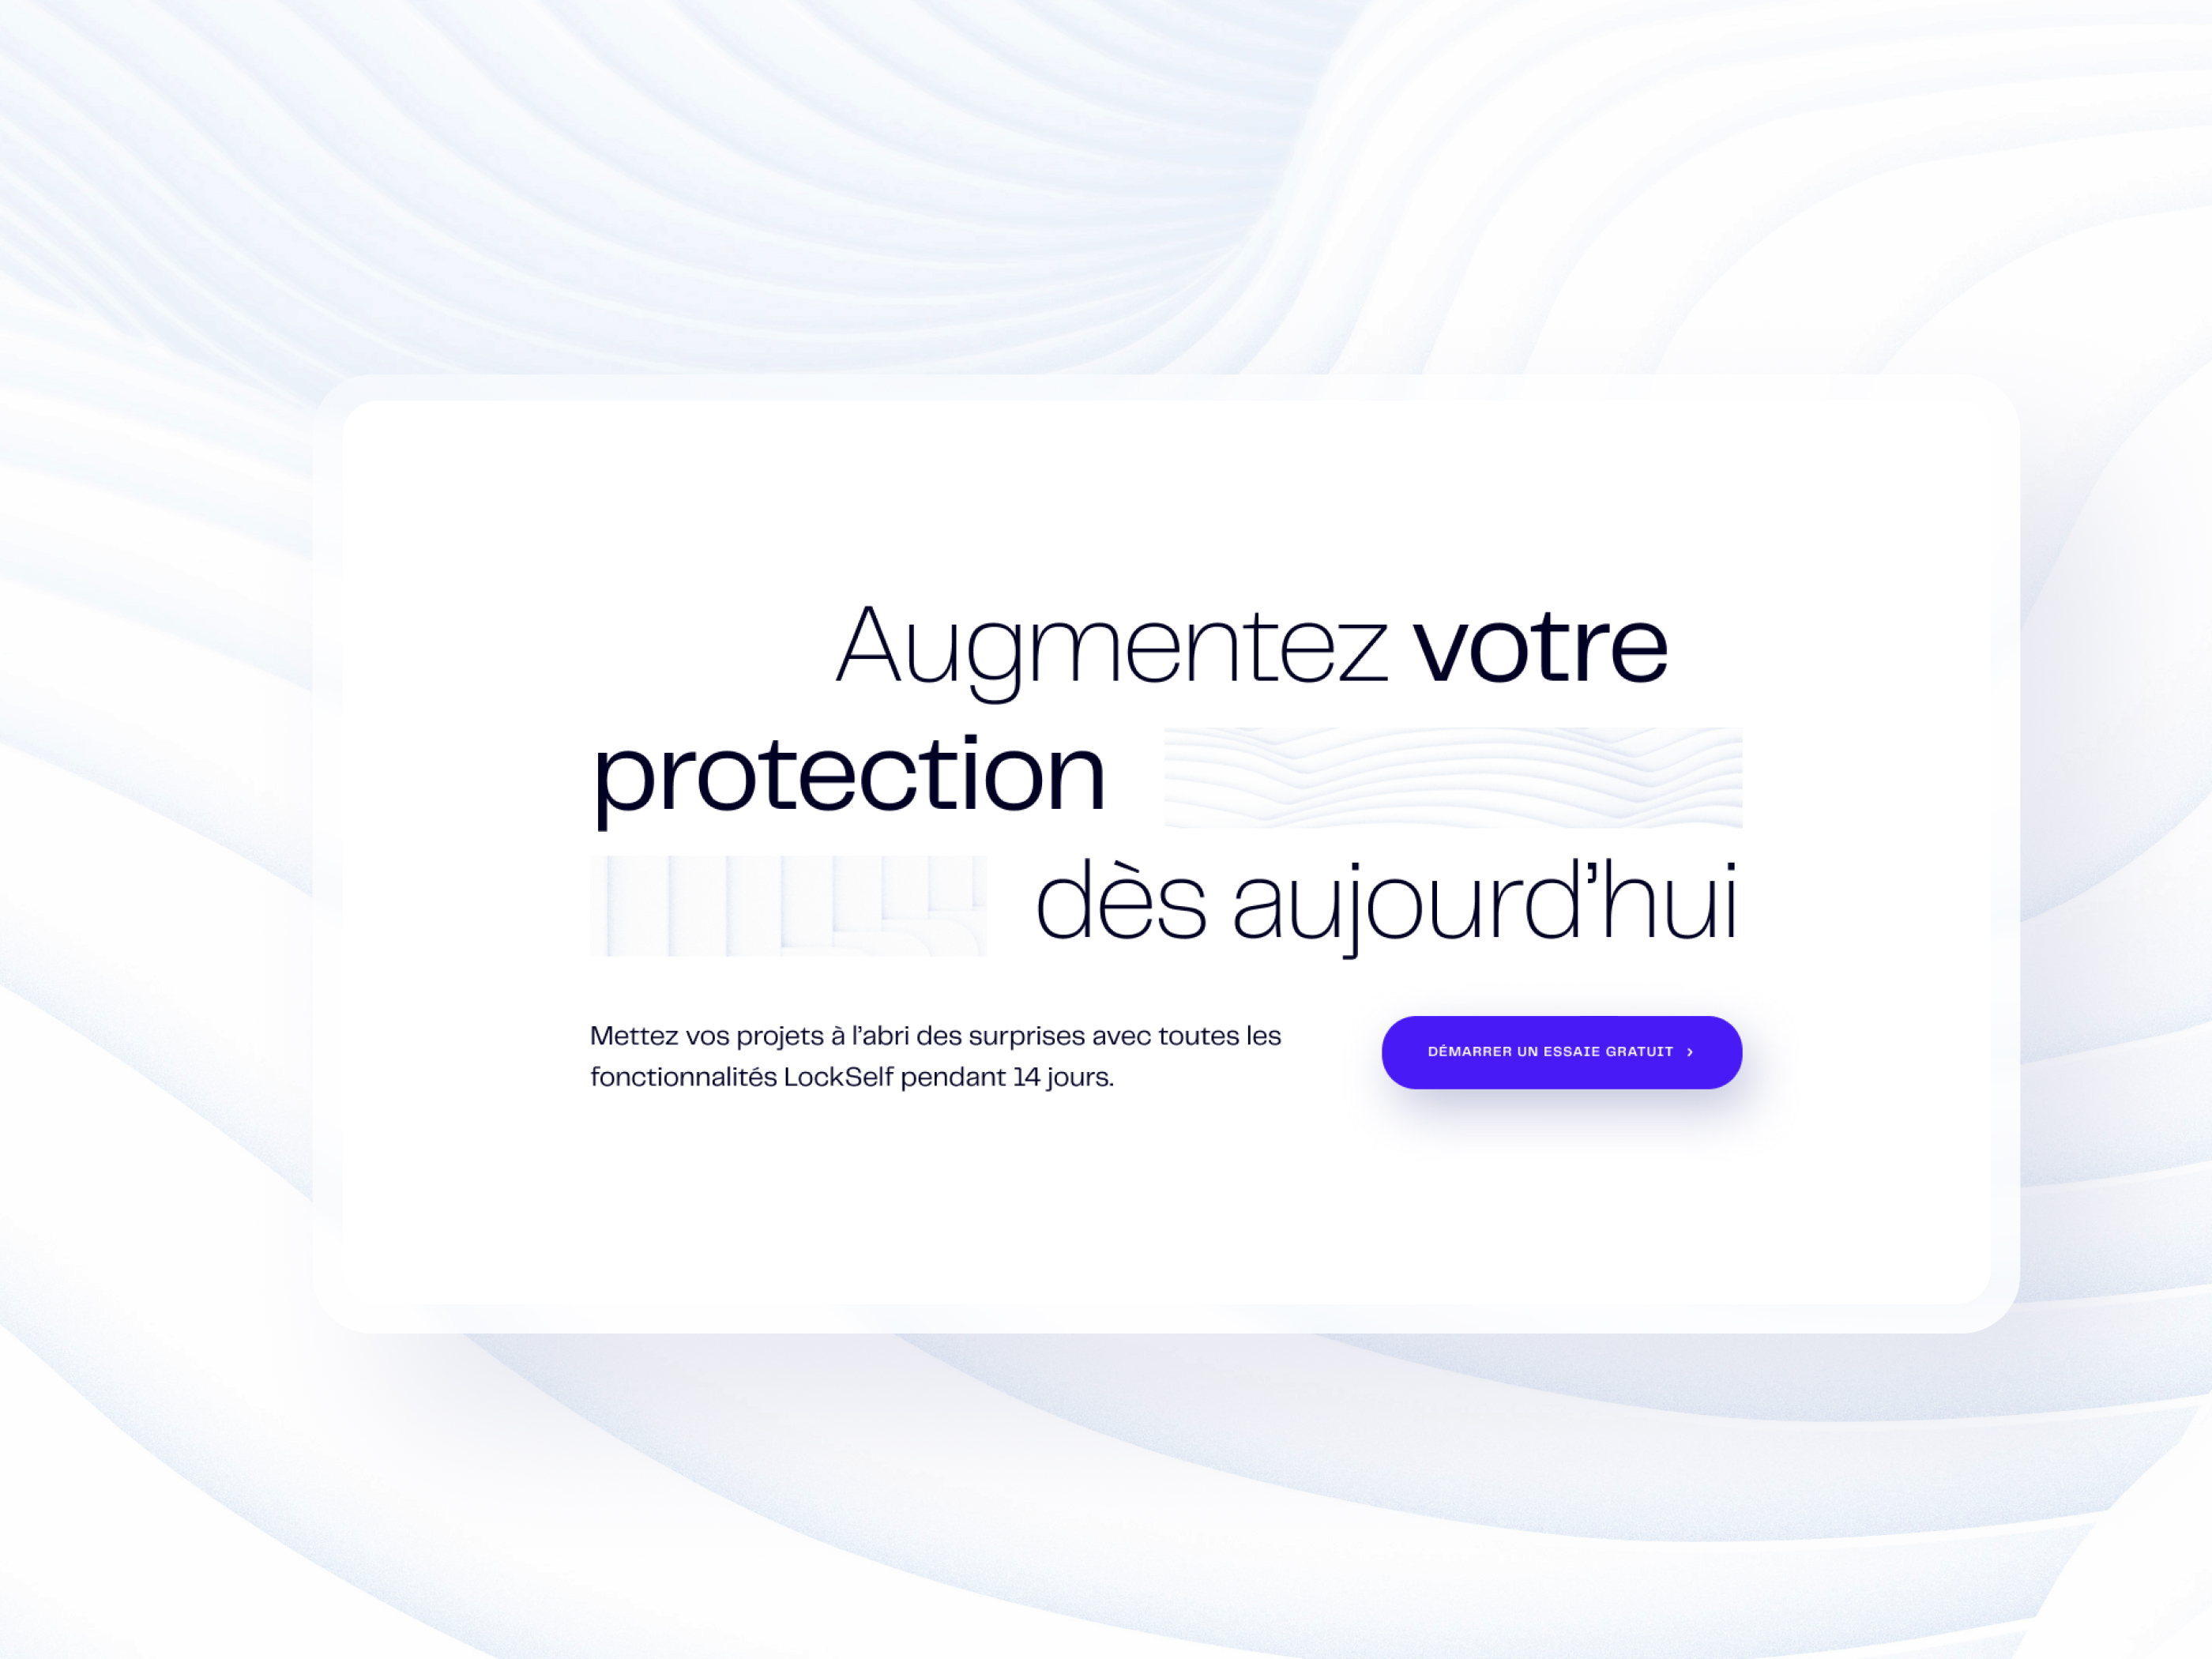 Augmentez votre
protection
dès aujourd’hui
Mettez vos projets à l’abri des surprises avec toutes les
fonctionnalités LockSelf pendant 14 jours.
DÉMARRER UN ESSAIE GRATUIT